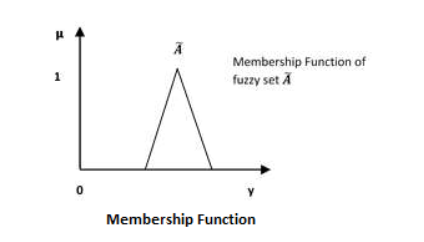 μ
Ã
Membership Function of
fuzzy set Ã
1
0
y
Membership Function